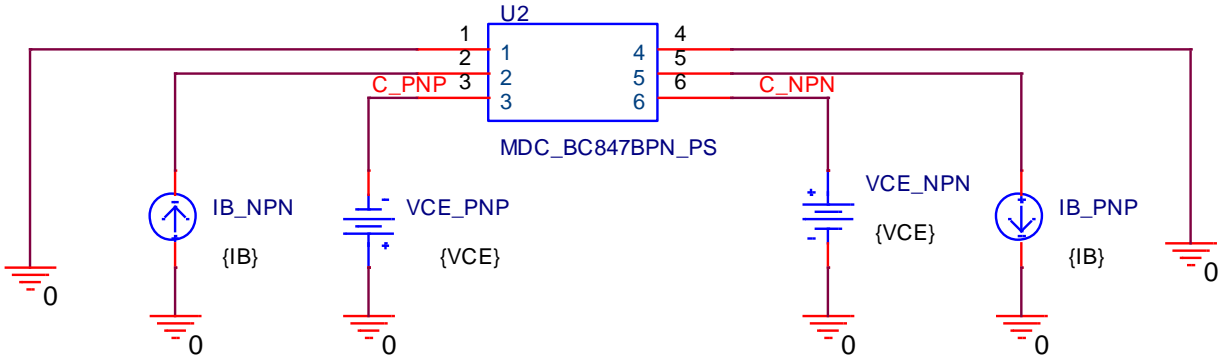 U2
1
1
4
4
2
2
5
5
C_PNP
3
3
6
6
C_NPN
MDC_BC847BPN_PS
IB_NPN
{IB}
-
VCE_PNP
+
{VCE}
+
VCE_NPN
-
{VCE}
+
IB_PNP
-
{IB}
0
0
0
0
0
0